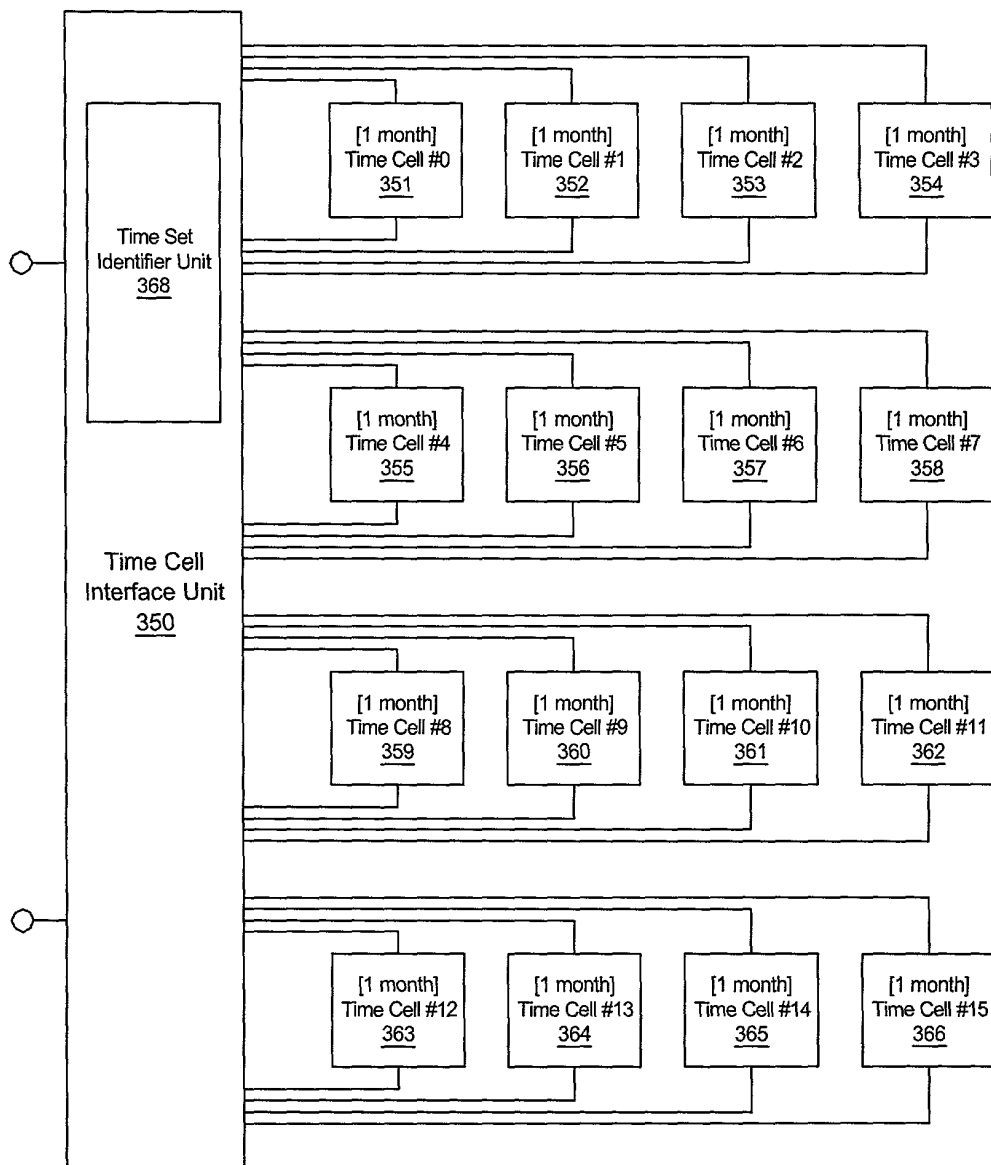 Time Set
Identifier Unit
368
Time Cell
Interface Unit
350
[1 month]
Time Cell #0
351
[1 month]
Time Cell #1
352
[1 month]
Time Cell #2
353
[1 month]
Time Cell #3
354
[1 month]
Time Cell #4
355
[1 month]
Time Cell #5
356
[1 month]
Time Cell #6
357
[1 month]
Time Cell #7
358
[1 month]
Time Cell #8
359
[1 month]
Time Cell #9
360
[1 month]
Time Cell #10
361
[1 month]
Time Cell #11
362
[1 month]
Time Cell #12
363
[1 month]
Time Cell #13
364
[1 month]
Time Cell #14
365
[1 month]
Time Cell #15
366